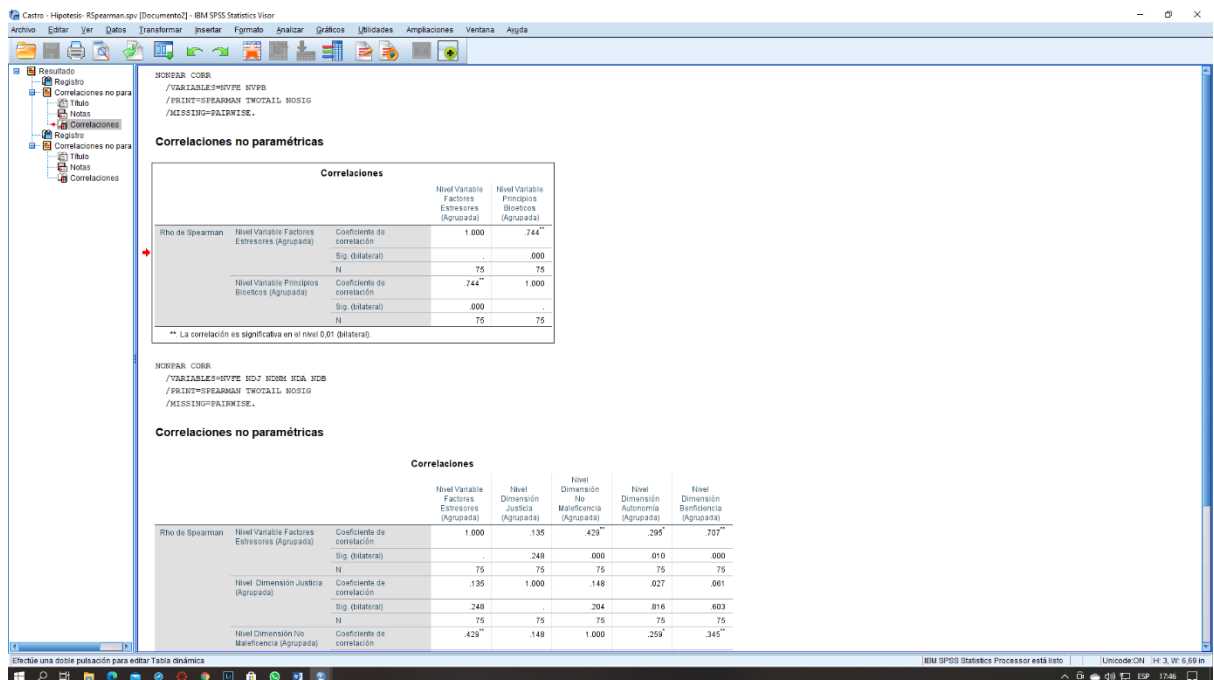 Castro - Hipotesis- RSpearman.spv [Documento2] - IBM SPSS Statistics Visor
Archivo Editar Ver Datos Transformar Insertar Formato Analizar Gráficos Utilidades Ampliaciones Ventana Ayuda
Resultado
Registro
Correlaciones no para
Título
Notas
Correlaciones
Registro
Correlaciones no para
Título
Notas
Correlaciones
NONPAR CORR
/VARIABLES=NVFE NVPB
/PRINT=SPEARMAN TWOTAIL NOSIG
/MISSING=PAIRWISE.
Correlaciones no paramétricas
Correlaciones
Nivel Variable Factores Estresores (Agrupada) Nivel Variable Principios Bioeticos (Agrupada)
Rho de Spearman Nivel Variable Factores Estresores (Agrupada) Coeficiente de correlación 1.000 .744**
Sig. (bilateral) . .000
N 75 75
Nivel Variable Principios Bioeticos (Agrupada) Coeficiente de correlación .744** 1.000
Sig. (bilateral) .000 .
N 75 75
**. La correlación es significativa en el nivel 0,01 (bilateral).
NONPAR CORR
/VARIABLES=NVFE NDJ NDNM NDA NDB
/PRINT=SPEARMAN TWOTAIL NOSIG
/MISSING=PAIRWISE.
Correlaciones no paramétricas
Correlaciones
Nivel Variable Factores Estresores (Agrupada) Nivel Dimensión Justicia (Agrupada) Nivel Dimensión No Maleficencia (Agrupada) Nivel Dimensión Autonomía (Agrupada) Nivel Dimensión Benficiencia (Agrupada)
Rho de Spearman Nivel Variable Factores Estresores (Agrupada) Coeficiente de correlación 1.000 .135 .429** .295* .707**
Sig. (bilateral) . .248 .000 .010 .000
N 75 75 75 75 75
Nivel Dimensión Justicia (Agrupada) Coeficiente de correlación .135 1.000 .148 .027 .061
Sig. (bilateral) .248 . .204 .816 .603
N 75 75 75 75 75
Nivel Dimensión No Maleficencia (Agrupada) Coeficiente de correlación .429** .148 1.000 .259* .345**
Efectúe una doble pulsación para editar Tabla dinámica
IBM SPSS Statistics Processor está listo Unicode:ON H: 3, W: 6,69 in
ESP 17:46